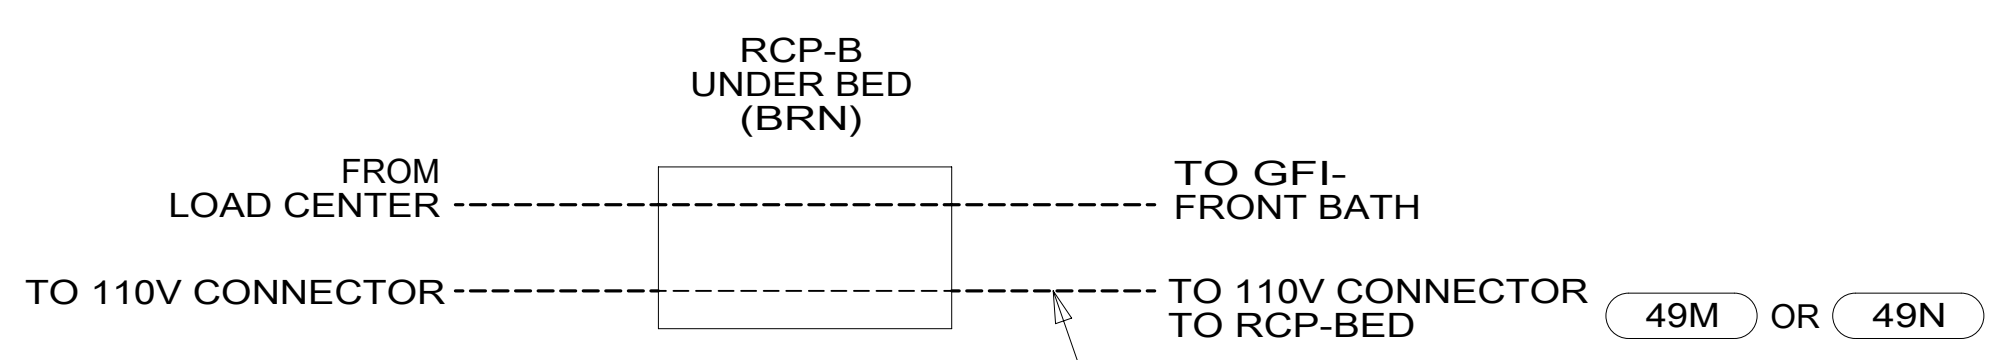 RCP-B
UNDER BED
(BRN)
FROM
LOAD CENTER
TO GFI-
FRONT BATH
TO 110V CONNECTOR
TO 110V CONNECTOR
TO RCP-BED
49M OR 49N